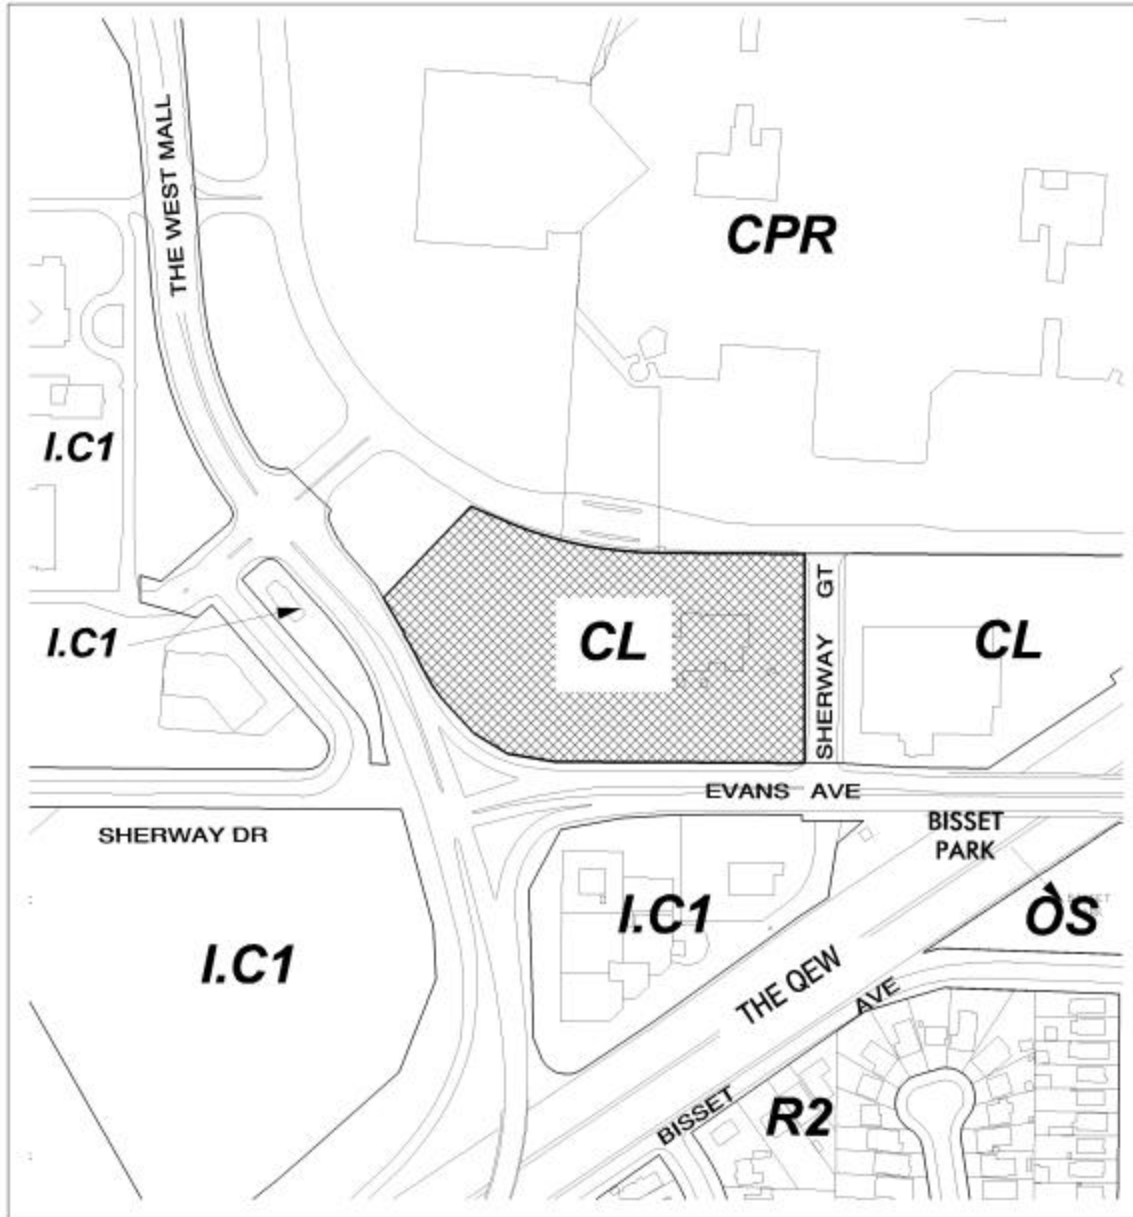 THE WEST MALL
CPR
I.C1
I.C1
CL
SHERWAY GT
CL
EVANS AVE
SHERWAY DR
BISSET
PARK
I.C1
I.C1
OS
THE QEW
BISSET AVE
R2